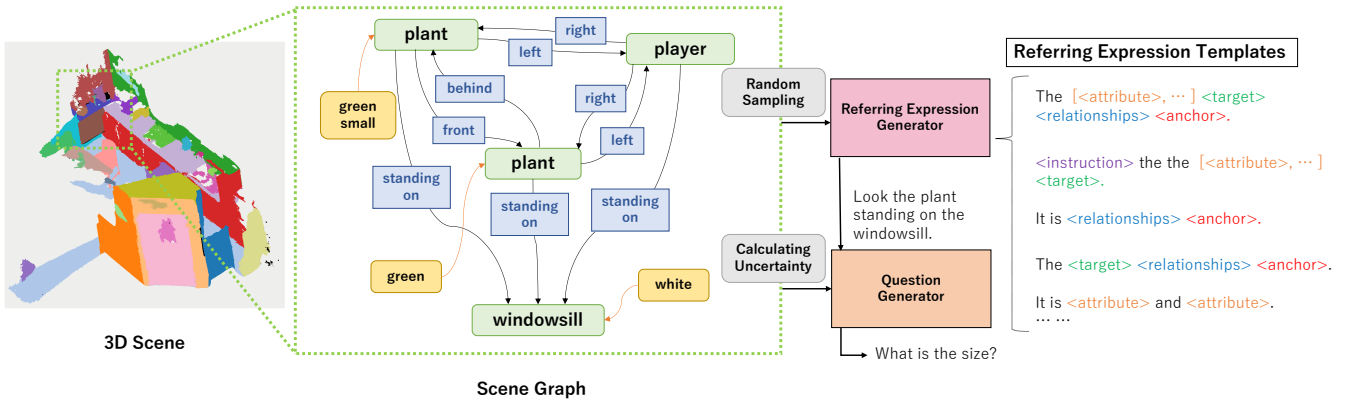 3D Scene
plant
right
left
player
green
small
behind
front
right
left
plant
standing
on
standing
on
standing
on
green
white
windowsill
Scene Graph
Random
Sampling
Calculating
Uncertainty
Referring Expression
Generator
Look the plant
standing on the
windowsill.
Question
Generator
What is the size?
Referring Expression Templates
The [<attribute>, ⋯ ] <target>
<relationships> <anchor>.
<instruction> the the [<attribute>, ⋯ ]
<target>.
It is <relationships> <anchor>.
The <target> <relationships> <anchor>.
It is <attribute> and <attribute>.
⋯ ⋯